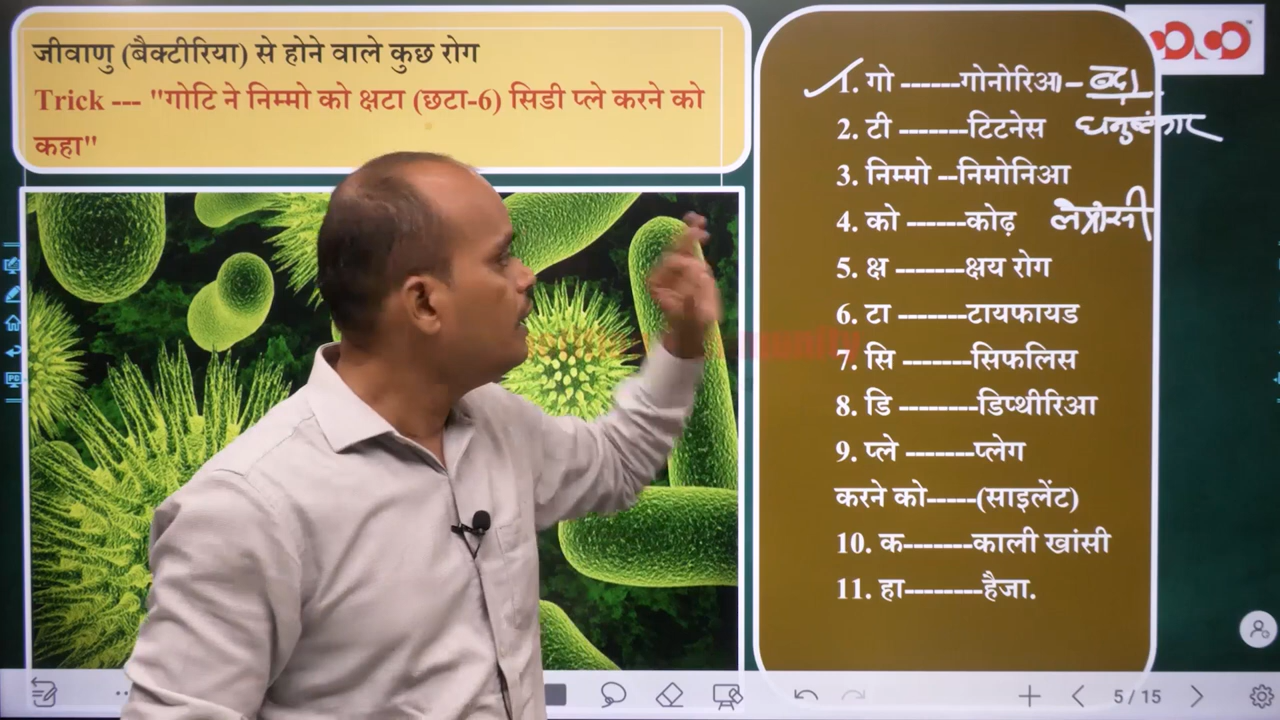 जीवाणु (बैक्टीरिया) से होने वाले कुछ रोग
Trick --- "गोटि ने निम्मो को क्षटा (छटा-6) सिडी प्ले करने को
कहा"
1. गो ------गोनोरिआ –
2. टी -------टिटनेस धनुष्टंकार
3. निम्मो --निमोनिआ
4. को ------कोढ़ लेप्रोसी
5. क्ष --------क्षय रोग
6. टा -------टायफायड
7. सि -------सिफलिस
8. डि --------डिप्थीरिआ
9. प्ले -------प्लेग
करने को-----(साइलेंट)
10. क-------काली खांसी
11. हा--------हैजा.
5 / 15